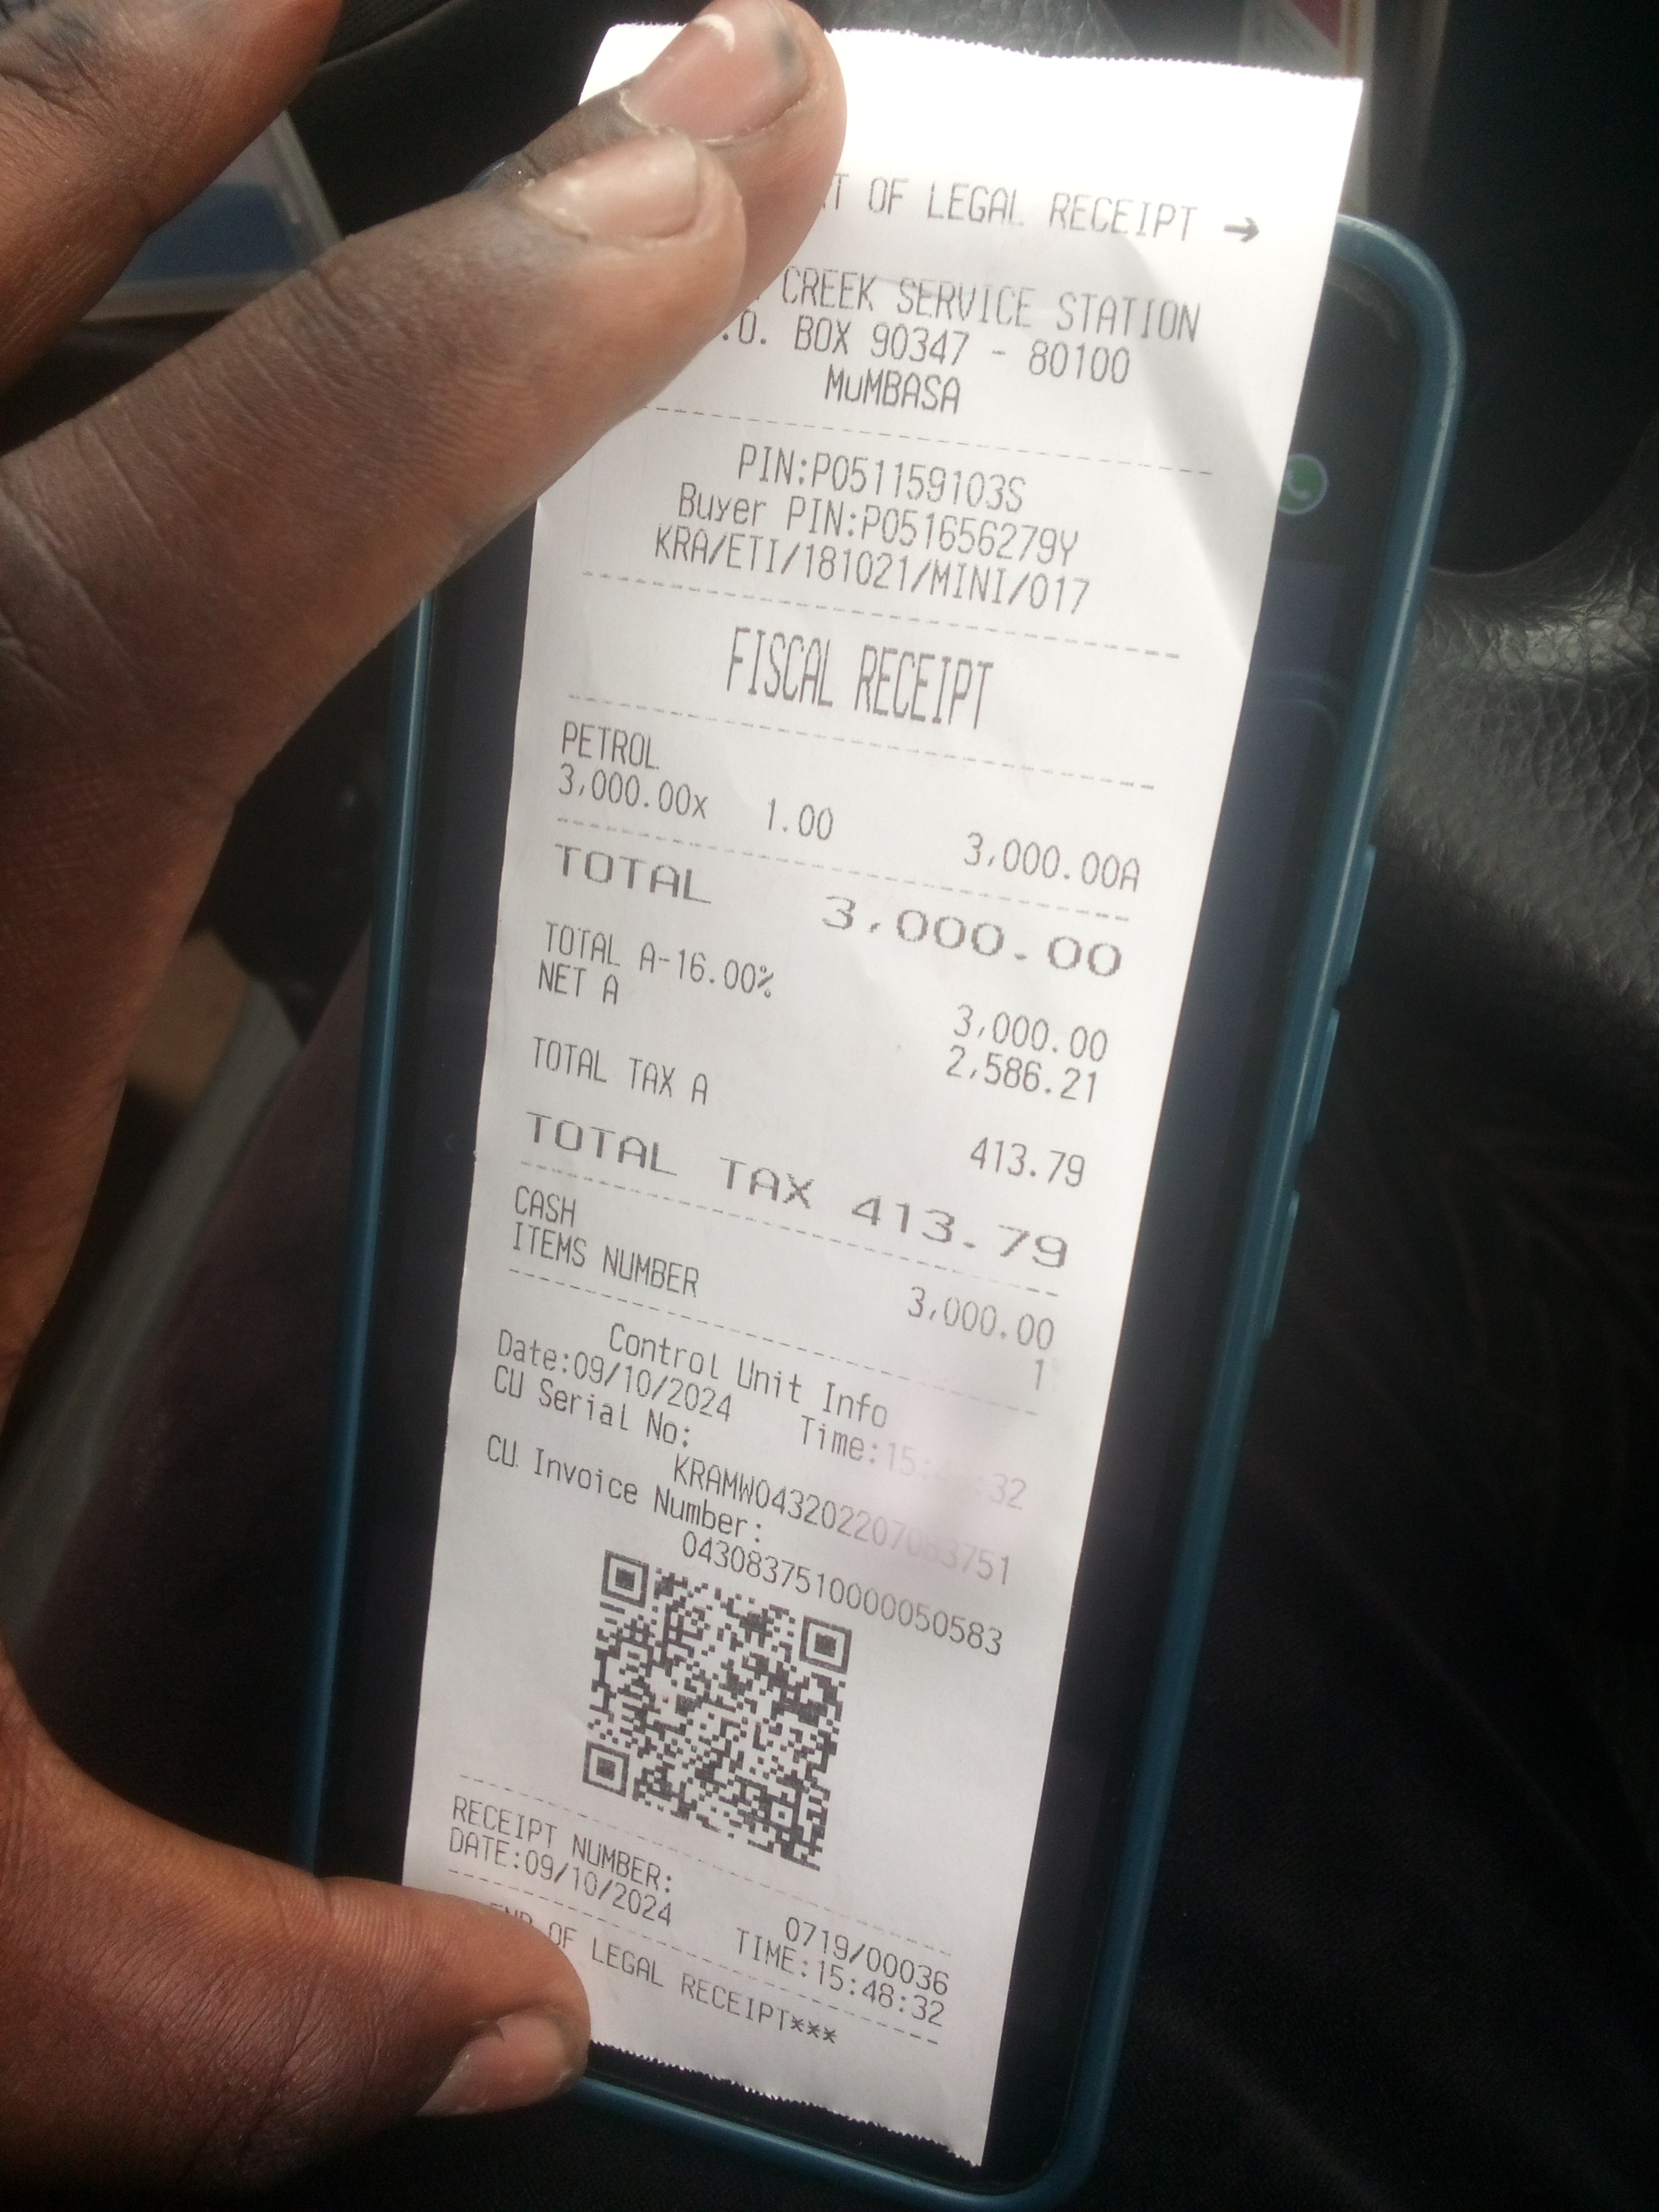 OF LEGAL RECEIPT →
CREEK SERVICE STATION
.O. BOX 90347 - 80100
MuMBASA
PIN:P051159103S
Buyer PIN:P051656279Y
KRA/ETI/181021/MINI/017
FISCAL RECEIPT
PETROL
3,000.00x 1.00 3,000.00A
TOTAL 3,000.00
TOTAL A-16.00% 3,000.00
NET A 2,586.21
TOTAL TAX A 413.79
TOTAL TAX 413.79
CASH 3,000.00
ITEMS NUMBER 1
Control Unit Info
Date:09/10/2024 Time:
CU Serial No:
KRAMW043202207083751
CU Invoice Number:
0430837510000050583
RECEIPT NUMBER: 0719/00036
DATE:09/10/2024 TIME:15:48:32
END OF LEGAL RECEIPT***